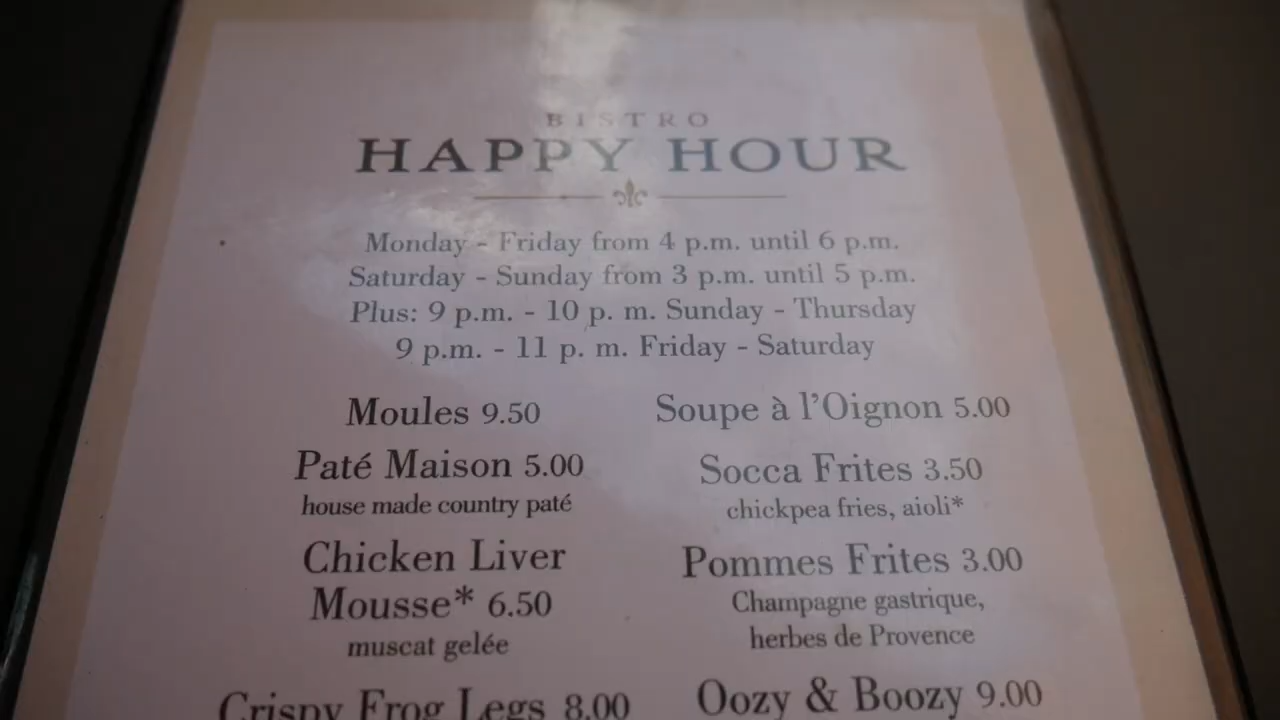 BISTRO
HAPPY HOUR
Monday - Friday from 4 p.m. until 6 p.m.
Saturday - Sunday from 3 p.m. until 5 p.m.
Plus: 9 p.m. - 10 p. m. Sunday - Thursday
9 p.m. - 11 p. m. Friday - Saturday
Moules 9.50
Paté Maison 5.00
house made country paté
Chicken Liver
Mousse* 6.50
muscat gelée
Crispy Frog Legs 8.00
Soupe à l'Oignon 5.00
Socca Frites 3.50
chickpea fries, aioli*
Pommes Frites 3.00
Champagne gastrique,
herbes de Provence
Oozy & Boozy 9.00